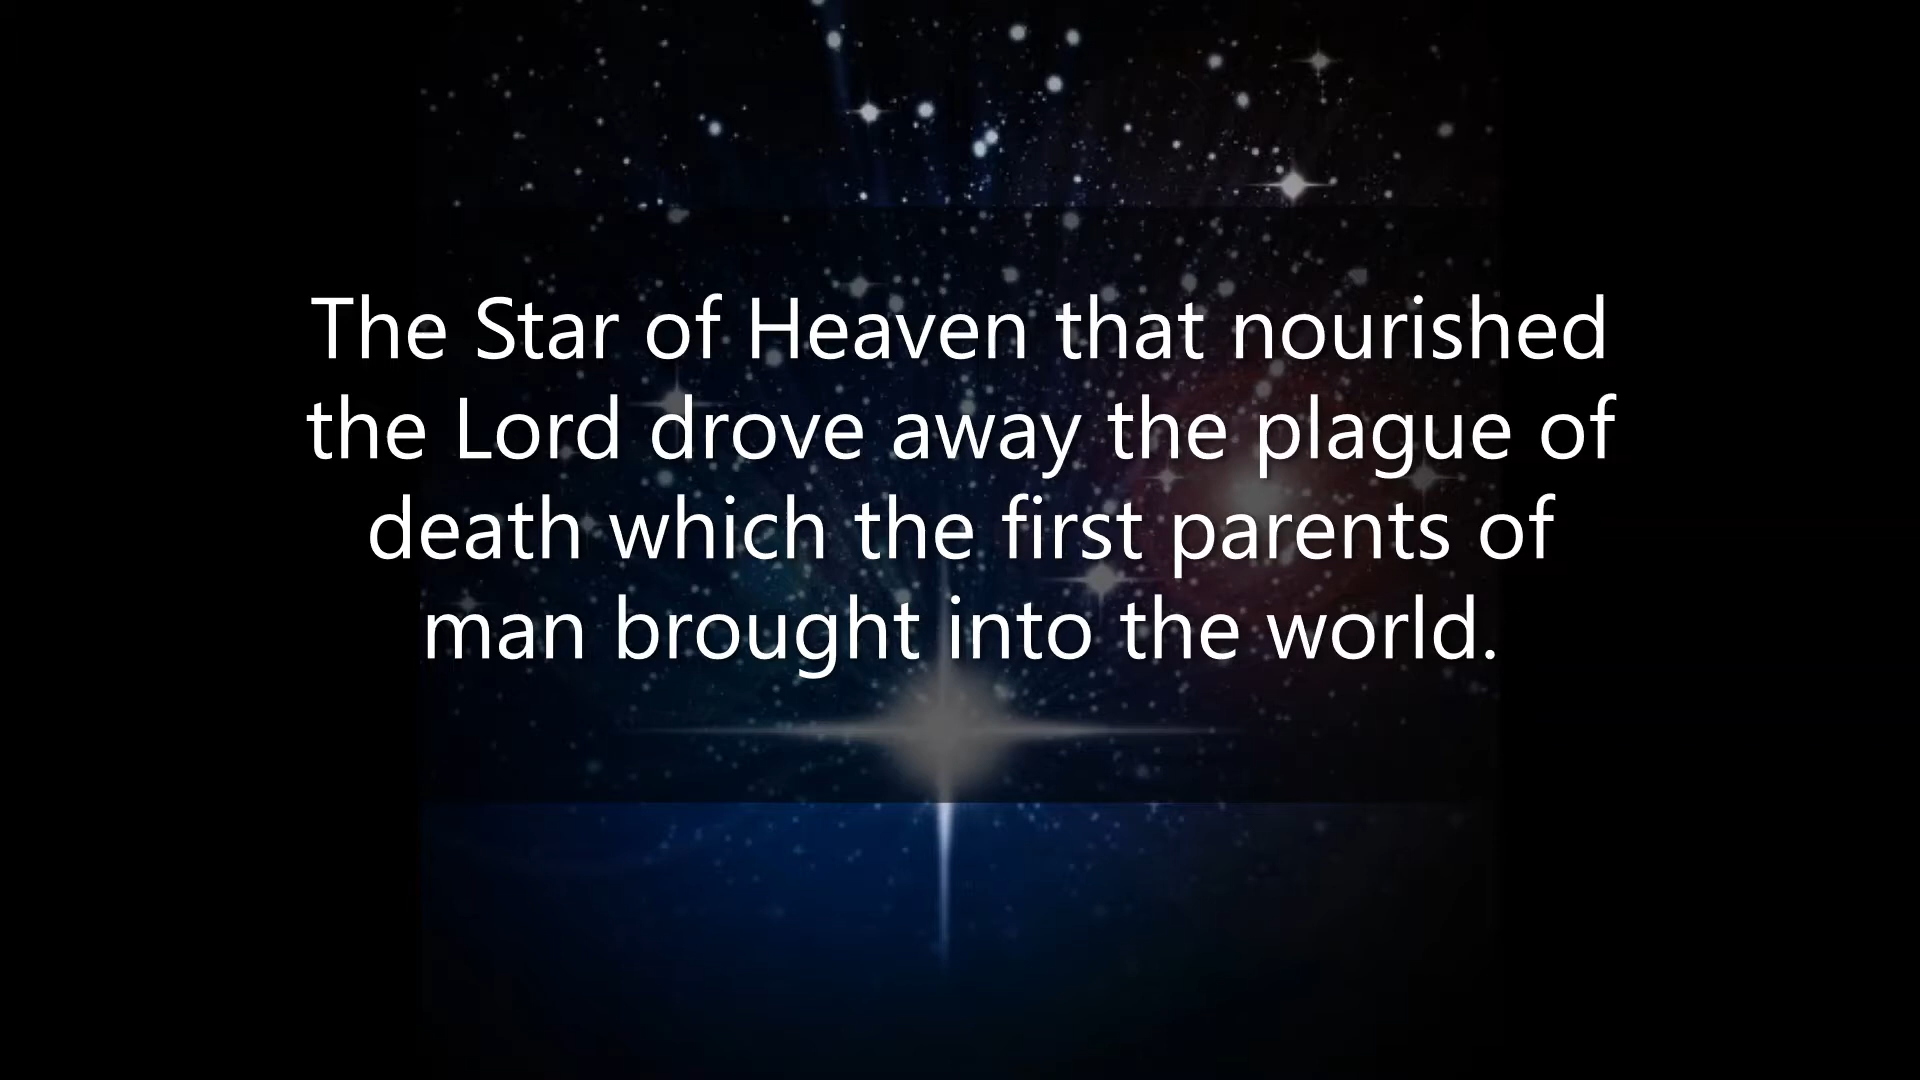 The Star of Heaven that nourished
the Lord drove away the plague of
death which the first parents of
man brought into the world.